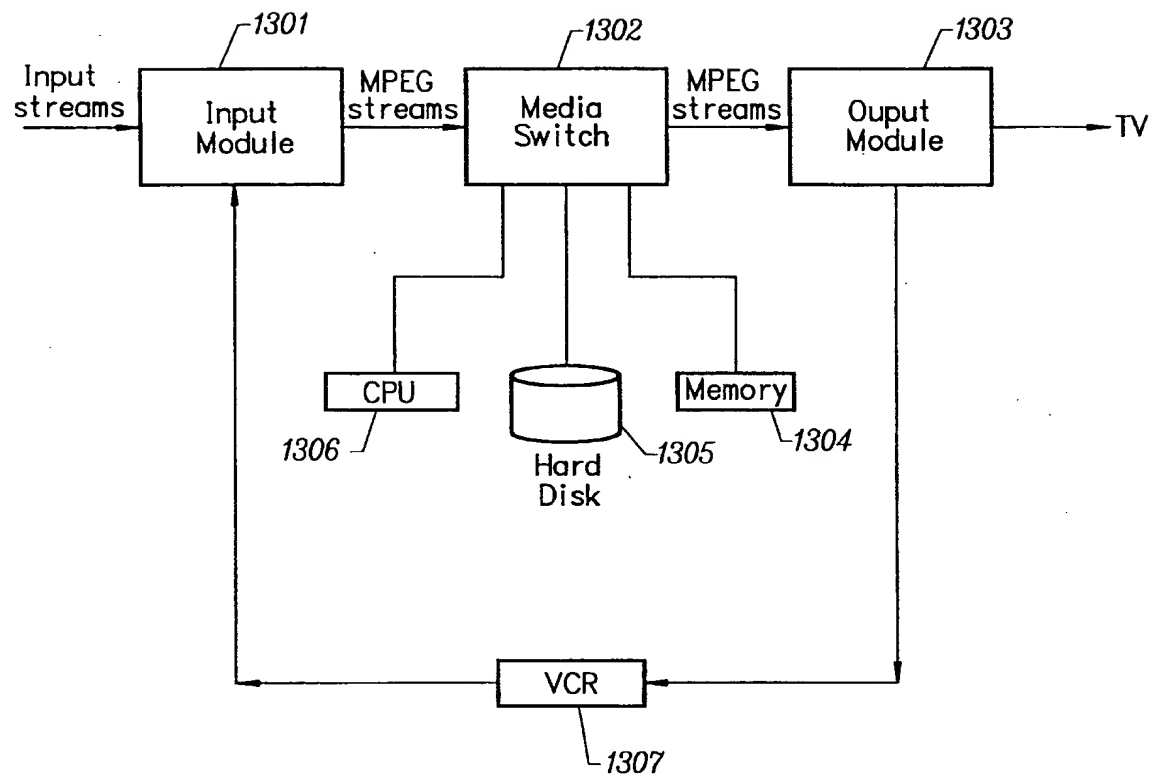 1301
1302
1303
Input
streams
MPEG
streams
MPEG
streams
Input
Module
Media
Switch
Ouput
Module
TV
CPU
Memory
1306
1305
1304
Hard
Disk
VCR
1307